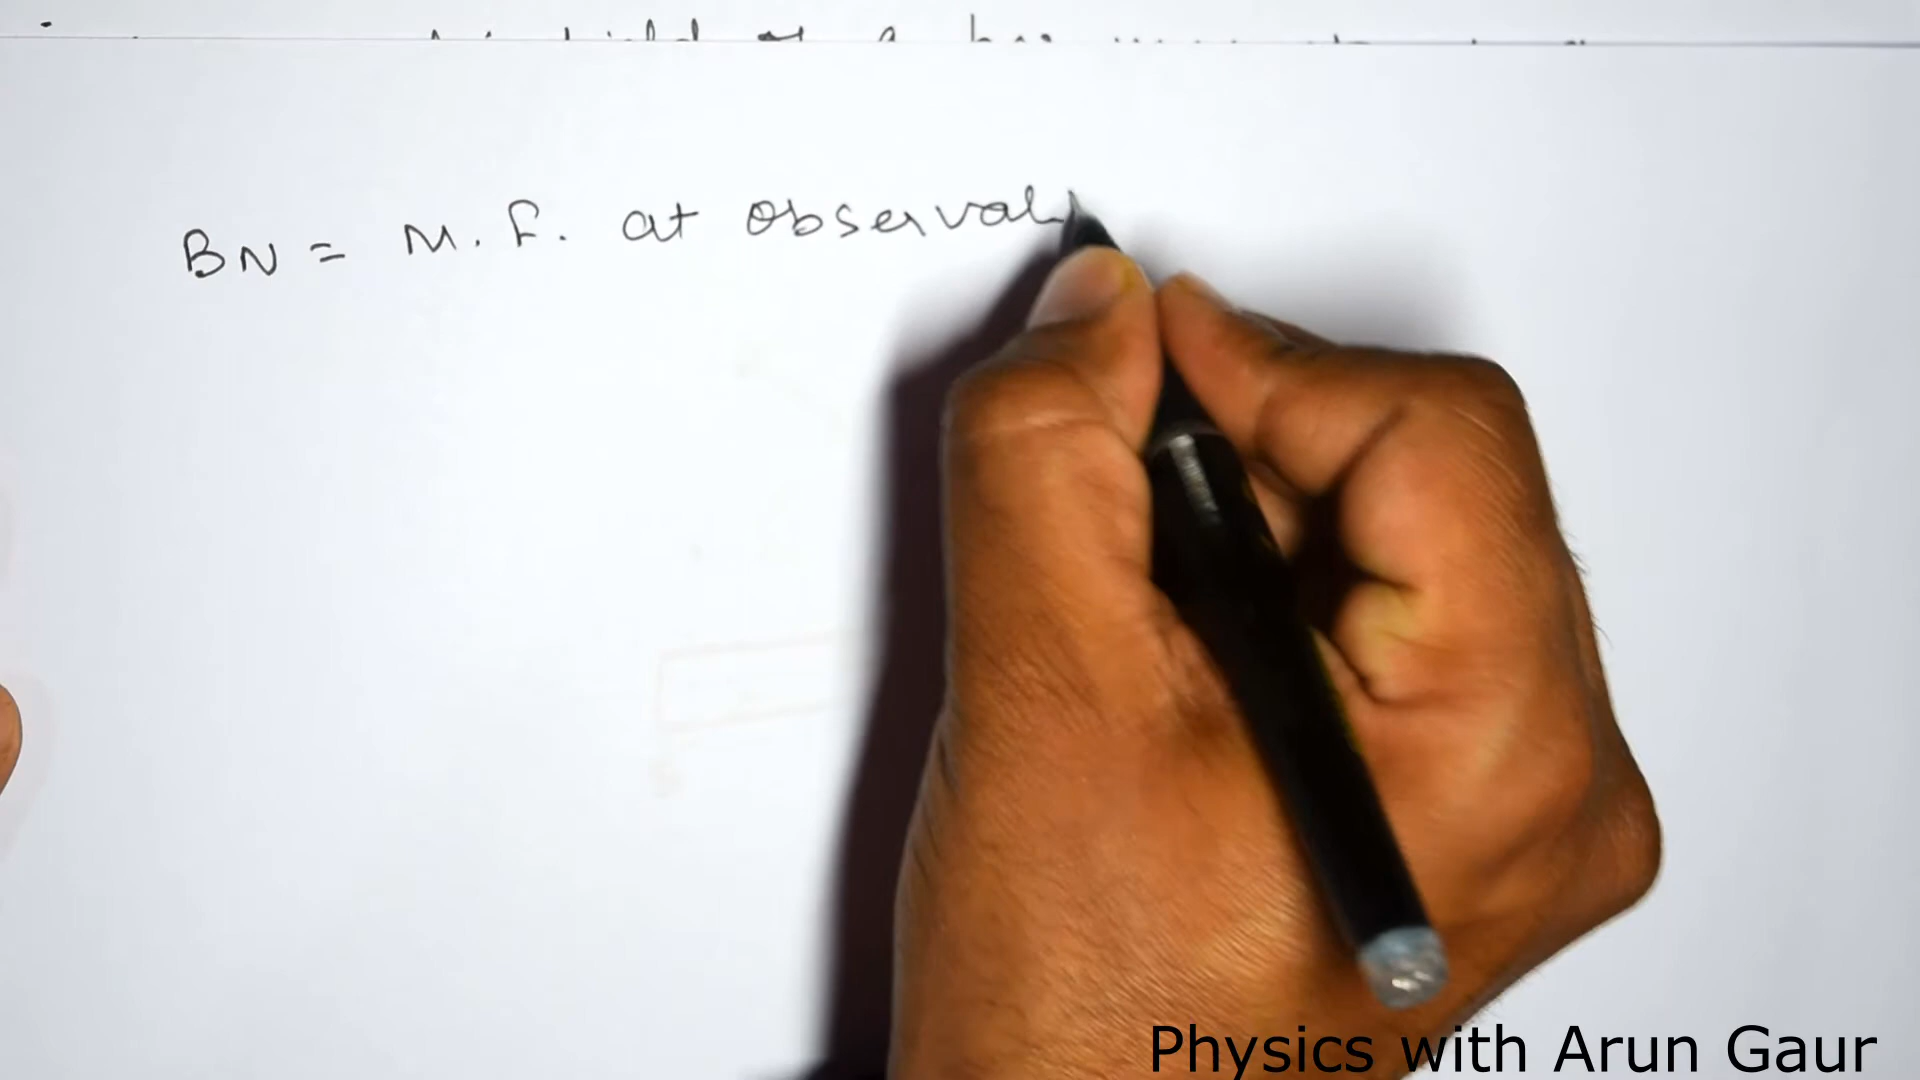 BN = M.F. at observat
Physics with Arun Gaur